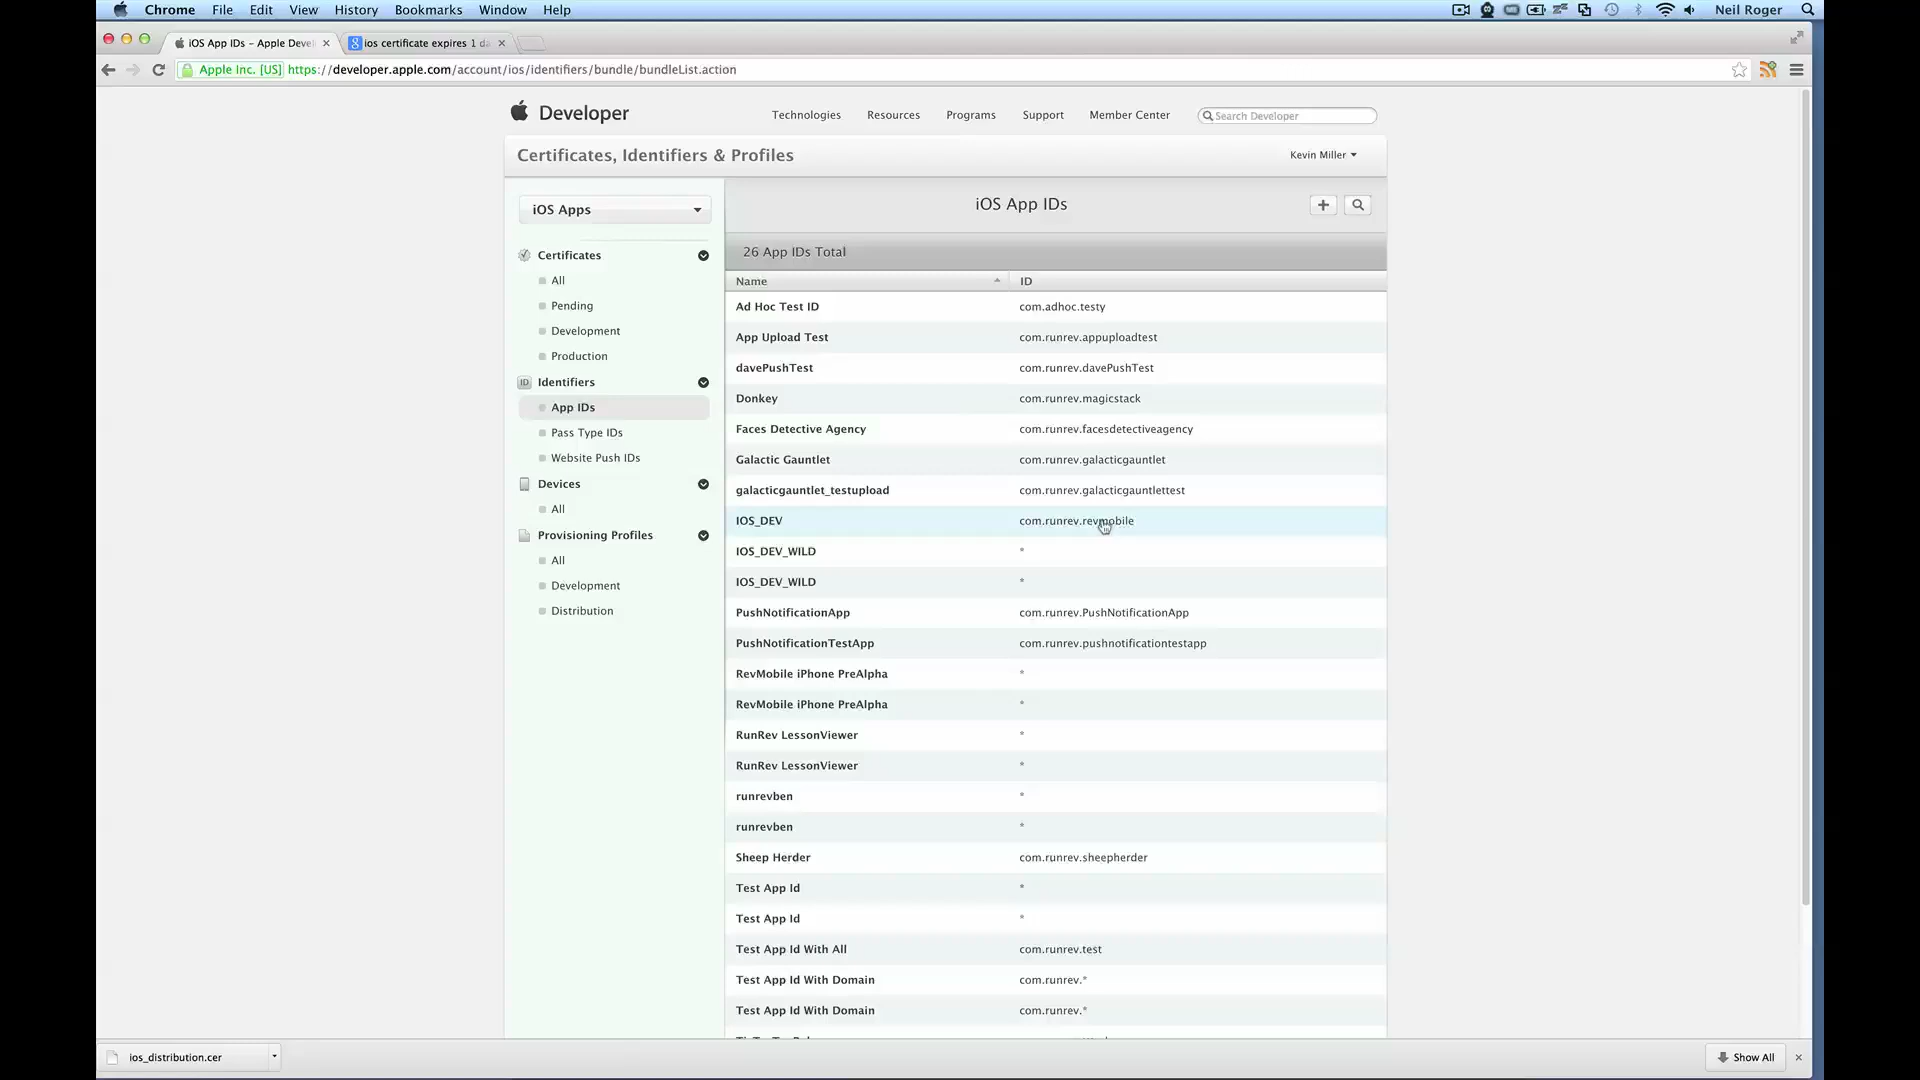 Chrome File Edit View History Bookmarks Window Help Neil Roger
iOS App IDs - Apple Devel ios certificate expires 1 da
Apple Inc. [US] https://developer.apple.com/account/ios/identifiers/bundle/bundleList.action
Developer Technologies Resources Programs Support Member Center Search Developer
Certificates, Identifiers & Profiles Kevin Miller
iOS Apps
Certificates
All
Pending
Development
Production
ID Identifiers
App IDs
Pass Type IDs
Website Push IDs
Devices
All
Provisioning Profiles
All
Development
Distribution
iOS App IDs
26 App IDs Total
Name ID
Ad Hoc Test ID com.adhoc.testy
App Upload Test com.runrev.appuploadtest
davePushTest com.runrev.davePushTest
Donkey com.runrev.magicstack
Faces Detective Agency com.runrev.facesdetectiveagency
Galactic Gauntlet com.runrev.galacticgauntlet
galacticgauntlet_testupload com.runrev.galacticgauntlettest
IOS_DEV com.runrev.revmobile
IOS_DEV_WILD *
IOS_DEV_WILD *
PushNotificationApp com.runrev.PushNotificationApp
PushNotificationTestApp com.runrev.pushnotificationtestapp
RevMobile iPhone PreAlpha *
RevMobile iPhone PreAlpha *
RunRev LessonViewer *
RunRev LessonViewer *
runrevben *
runrevben *
Sheep Herder com.runrev.sheepherder
Test App Id *
Test App Id *
Test App Id With All com.runrev.test
Test App Id With Domain com.runrev.*
Test App Id With Domain com.runrev.*
ios_distribution.cer Show All